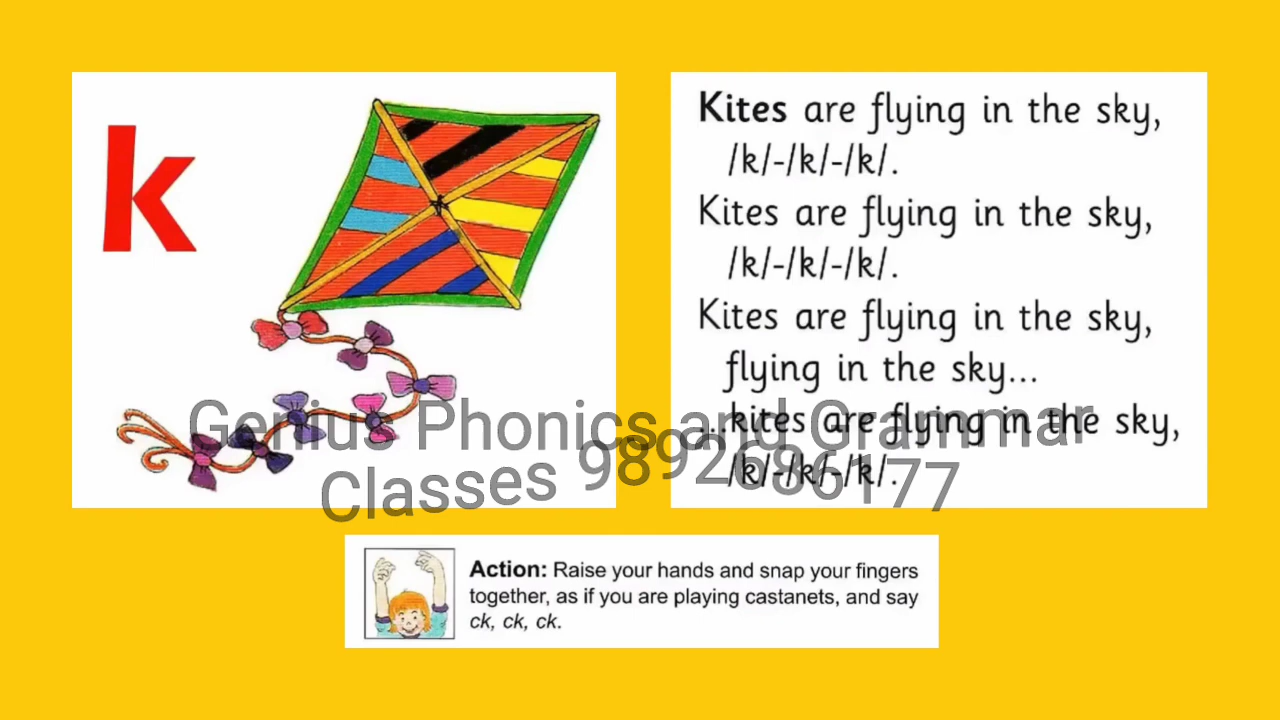 k
Kites are flying in the sky,
/k/-/k/-/k/.
Kites are flying in the sky,
/k/-/k/-/k/.
Kites are flying in the sky,
flying in the sky...
...kites are flying in the sky,
/k/-/k/-/k/.
Genius Phonics and Grammar
Classes 9892686177
Action: Raise your hands and snap your fingers
together, as if you are playing castanets, and say
ck, ck, ck.